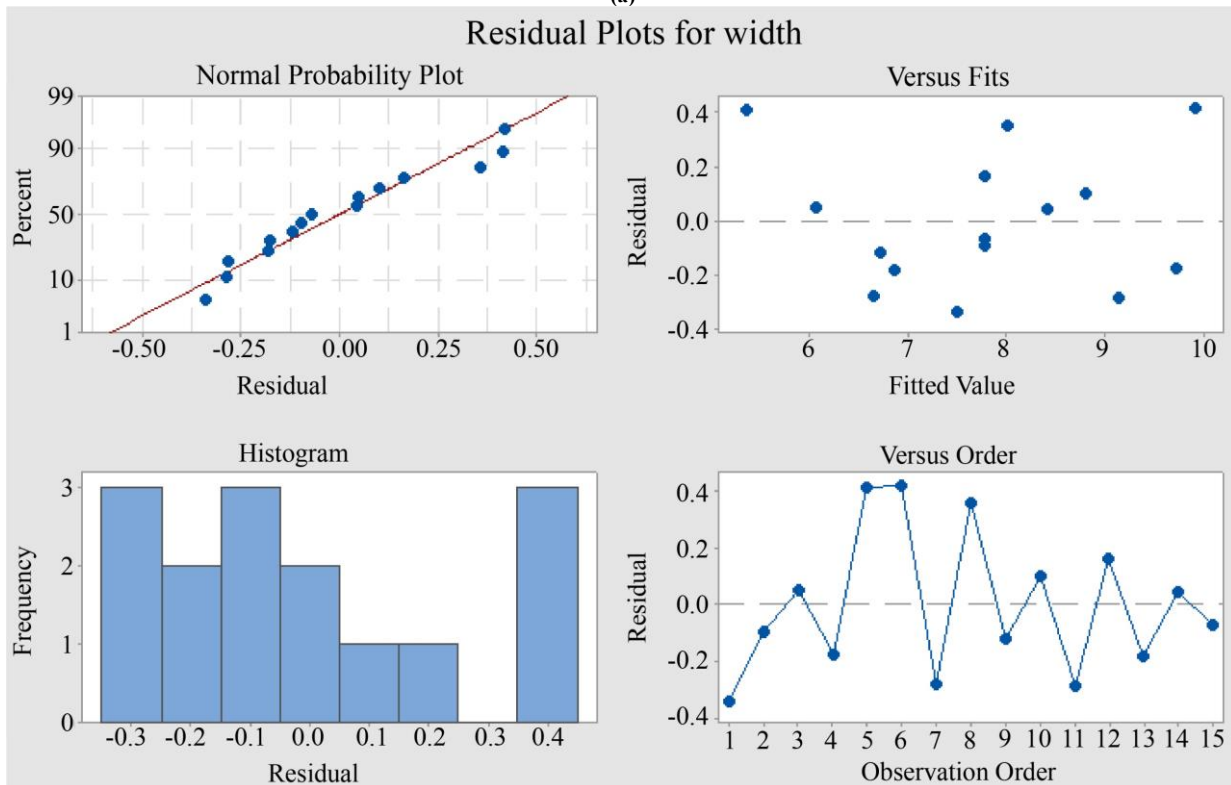 (a)
Residual Plots for width
Normal Probability Plot
99
90
50
10
1
Percent
-0.50 -0.25 0.00 0.25 0.50
Residual
Versus Fits
0.4
0.2
0.0
-0.2
-0.4
Residual
6 7 8 9 10
Fitted Value
Histogram
3
2
1
0
Frequency
-0.3 -0.2 -0.1 0.0 0.1 0.2 0.3 0.4
Residual
Versus Order
0.4
0.2
0.0
-0.2
-0.4
Residual
1 2 3 4 5 6 7 8 9 10 11 12 13 14 15
Observation Order